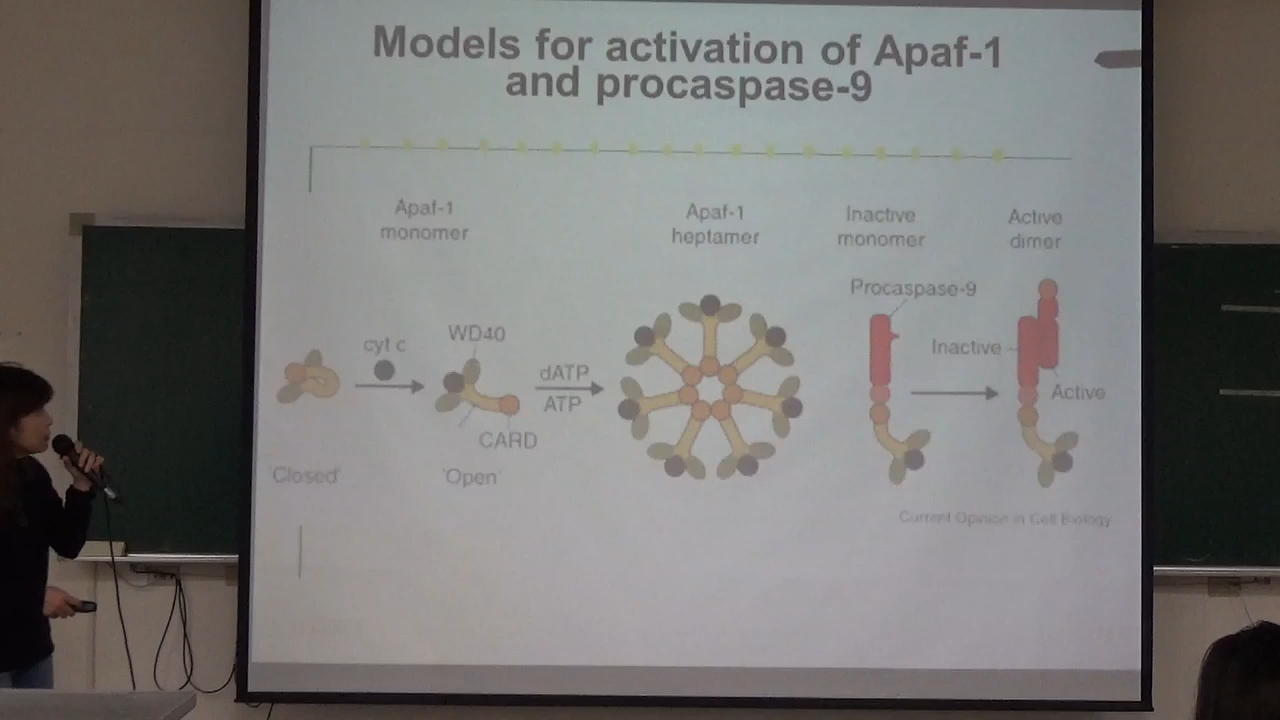 Models for activation of Apaf-1
and procaspase-9
Apaf-1
monomer
Apaf-1
heptamer
Inactive
monomer
Active
dimer
Procaspase-9
cyt c
WD40
dATP
ATP
CARD
Inactive
Active
'Closed'
'Open'
Current Opinion in Cell Biology